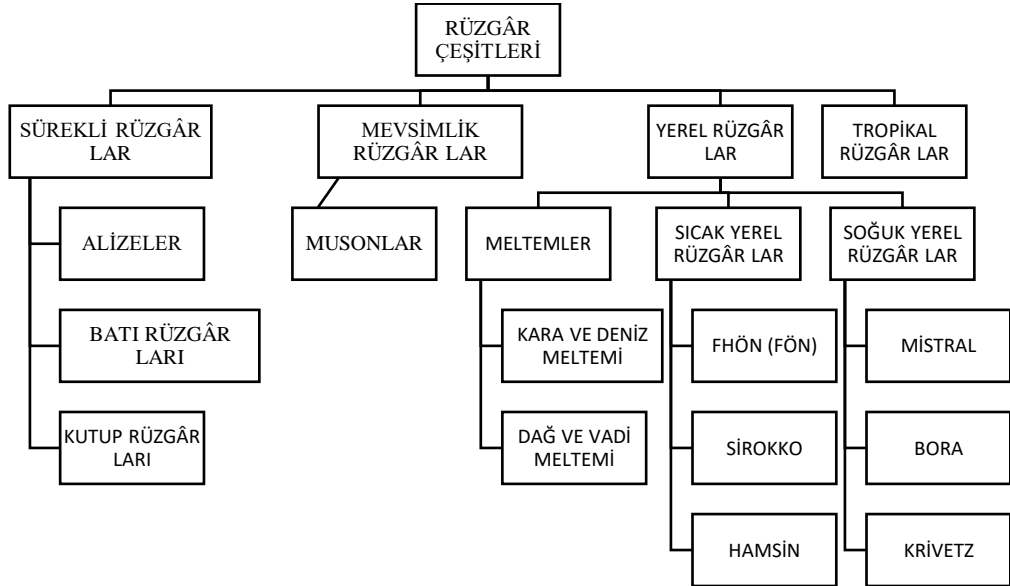 RÜZGÂR
ÇEŞİTLERİ
SÜREKLİ RÜZGÂR
LAR
MEVSİMLİK
RÜZGÂR LAR
YEREL RÜZGÂR
LAR
TROPİKAL
RÜZGÂR LAR
ALİZELER
BATI RÜZGÂR
LARI
KUTUP RÜZGÂR
LARI
MUSONLAR
MELTEMLER
KARA VE DENİZ
MELTEMİ
DAĞ VE VADİ
MELTEMİ
SICAK YEREL
RÜZGÂR LAR
FHÖN (FÖN)
SİROKKO
HAMSİN
SOĞUK YEREL
RÜZGÂR LAR
MİSTRAL
BORA
KRİVETZ